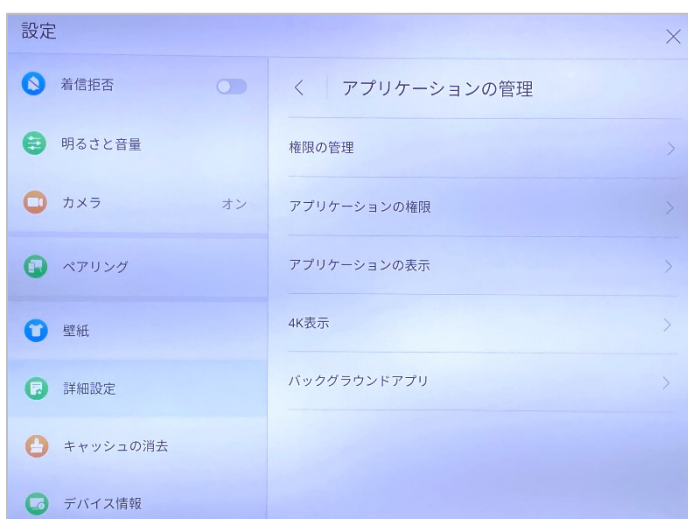 設定
着信拒否
明るさと音量
カメラ オン
ペアリング
壁紙
詳細設定
キャッシュの消去
デバイス情報
アプリケーションの管理
権限の管理
アプリケーションの権限
アプリケーションの表示
4K表示
バックグラウンドアプリ